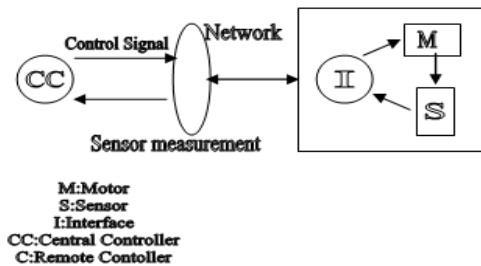 Control Signal
Network
CC
M
I
S
Sensor measurement
M:Motor
S:Sensor
I:Interface
CC:Central Controller
C:Remote Contoller